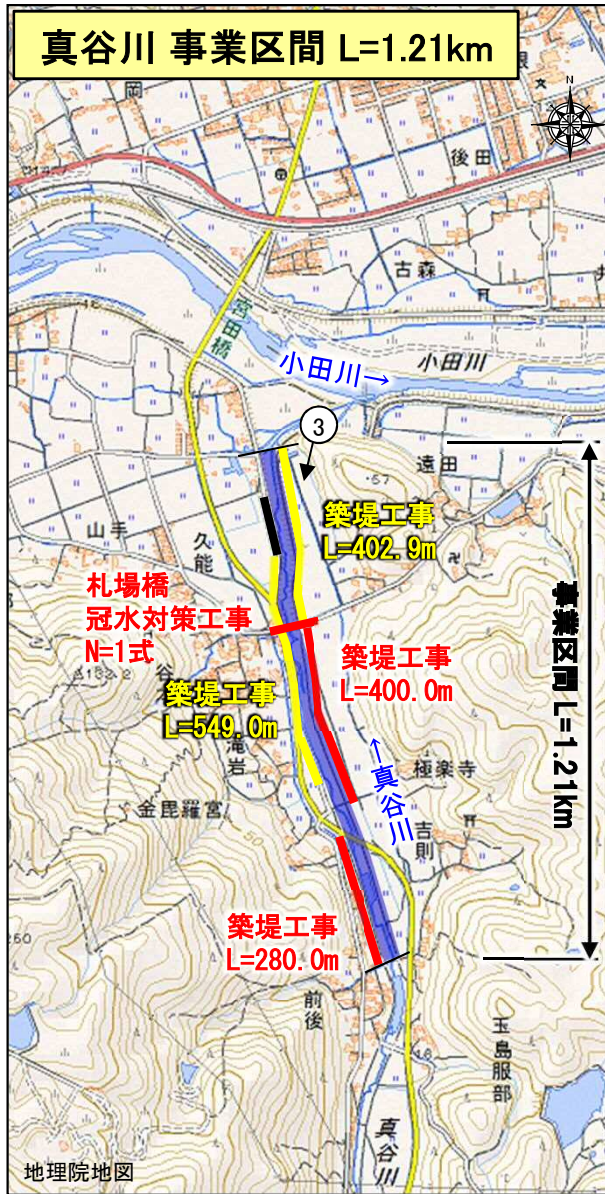 真谷川 事業区間 L=1.21km
N
岡
後田
古森
宮田橋
小田川→
小田川
3
57
遠田
山手
久能
築堤工事
L=402.9m
札場橋
冠水対策工事
N=1式
谷
築堤工事
L=400.0m
築堤工事
L=549.0m
滝岩
事業区間 L=1.21km
←真谷川
極楽寺
金毘羅宮
吉則
築堤工事
L=280.0m
前後
玉島服部
16
真谷川
地理院地図